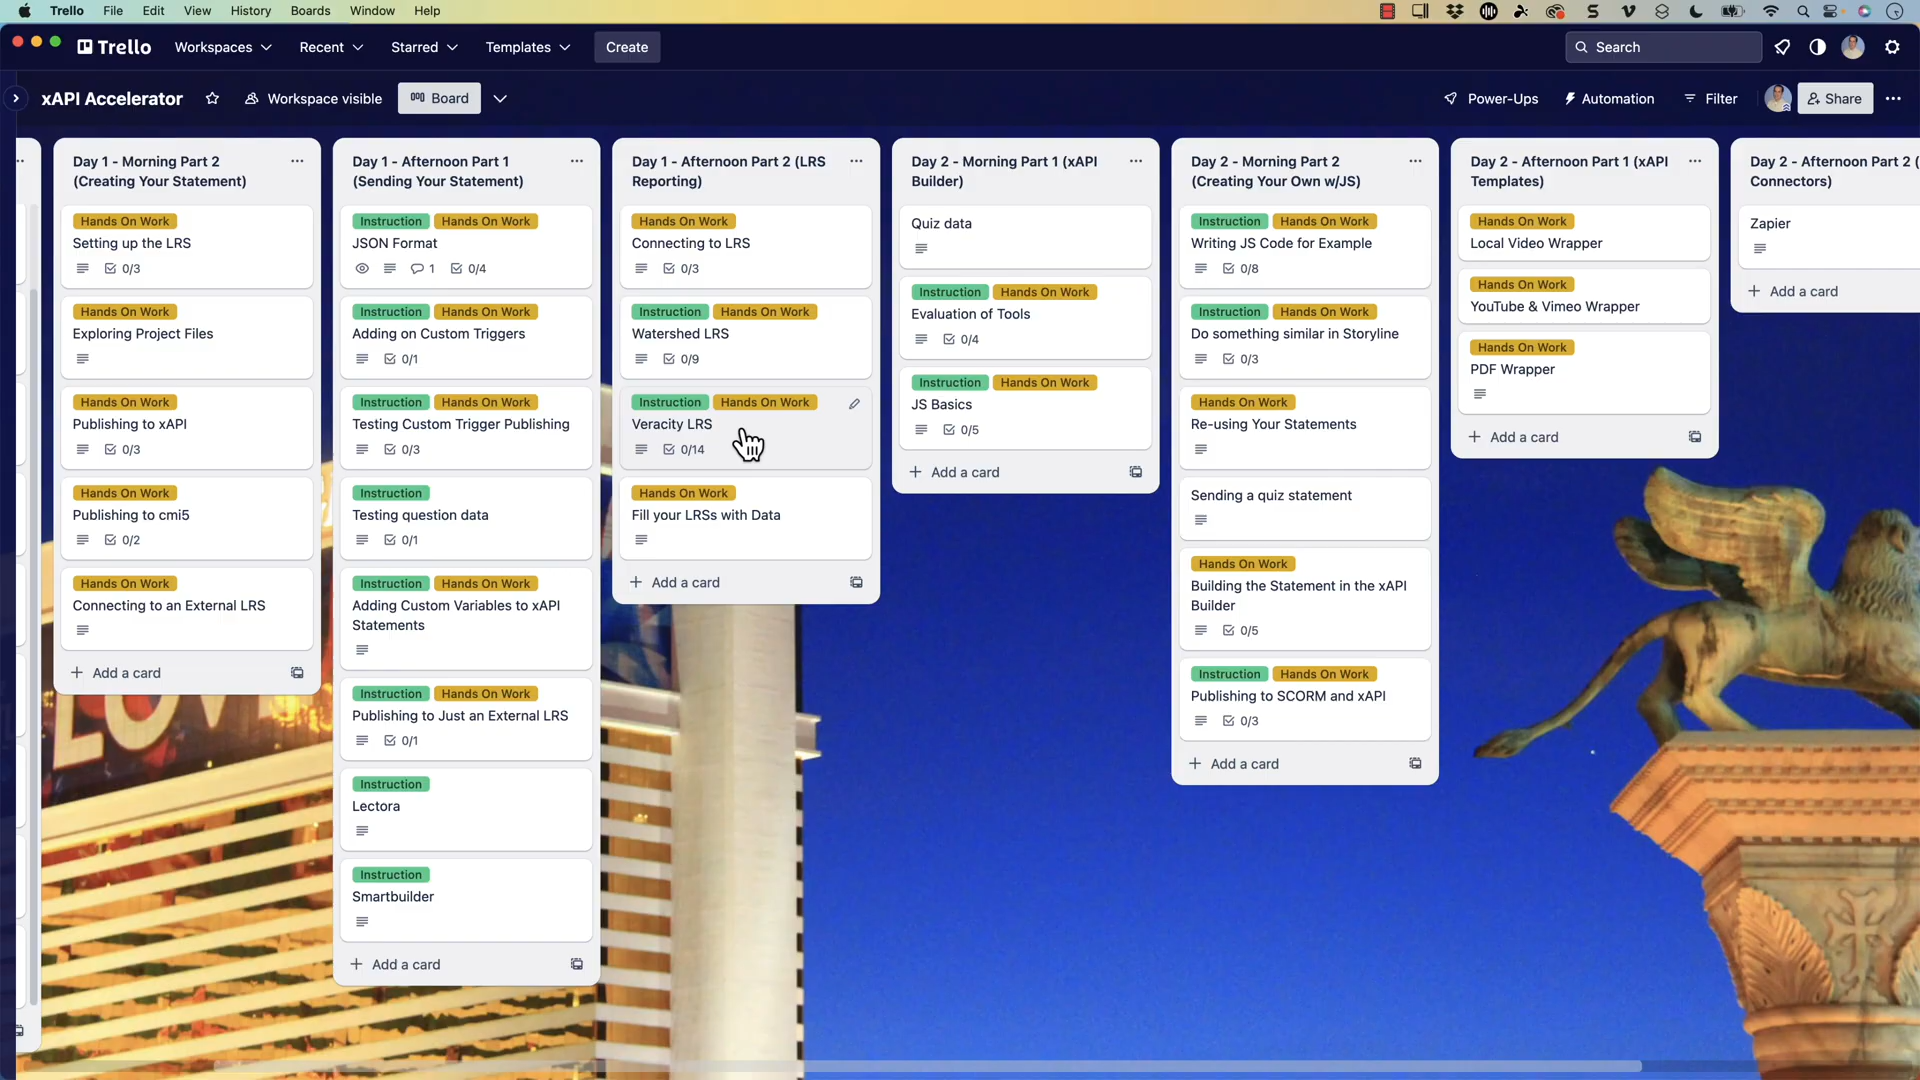 Trello File Edit View History Boards Window Help
Trello Workspaces Recent Starred Templates Create Search
xAPI Accelerator Workspace visible Board Power-Ups Automation Filter Share
Day 1 - Morning Part 2
(Creating Your Statement)
Hands On Work
Setting up the LRS
0/3
Hands On Work
Exploring Project Files
Hands On Work
Publishing to xAPI
0/3
Hands On Work
Publishing to cmi5
0/2
Hands On Work
Connecting to an External LRS
Add a card
Day 1 - Afternoon Part 1
(Sending Your Statement)
Instruction Hands On Work
JSON Format
1 0/4
Instruction Hands On Work
Adding on Custom Triggers
0/1
Instruction Hands On Work
Testing Custom Trigger Publishing
0/3
Instruction
Testing question data
0/1
Instruction Hands On Work
Adding Custom Variables to xAPI
Statements
Instruction Hands On Work
Publishing to Just an External LRS
0/1
Instruction
Lectora
Instruction
Smartbuilder
Add a card
Day 1 - Afternoon Part 2 (LRS
Reporting)
Hands On Work
Connecting to LRS
0/3
Instruction Hands On Work
Watershed LRS
0/9
Instruction Hands On Work
Veracity LRS
0/14
Hands On Work
Fill your LRSs with Data
Add a card
Day 2 - Morning Part 1 (xAPI
Builder)
Quiz data
Instruction Hands On Work
Evaluation of Tools
0/4
Instruction Hands On Work
JS Basics
0/5
Add a card
Day 2 - Morning Part 2
(Creating Your Own w/JS)
Instruction Hands On Work
Writing JS Code for Example
0/8
Instruction Hands On Work
Do something similar in Storyline
0/3
Hands On Work
Re-using Your Statements
Sending a quiz statement
Hands On Work
Building the Statement in the xAPI
Builder
0/5
Instruction Hands On Work
Publishing to SCORM and xAPI
0/3
Add a card
Day 2 - Afternoon Part 1 (xAPI
Templates)
Hands On Work
Local Video Wrapper
Hands On Work
YouTube & Vimeo Wrapper
Hands On Work
PDF Wrapper
Add a card
Day 2 - Afternoon Part 2 (
Connectors)
Zapier
Add a card